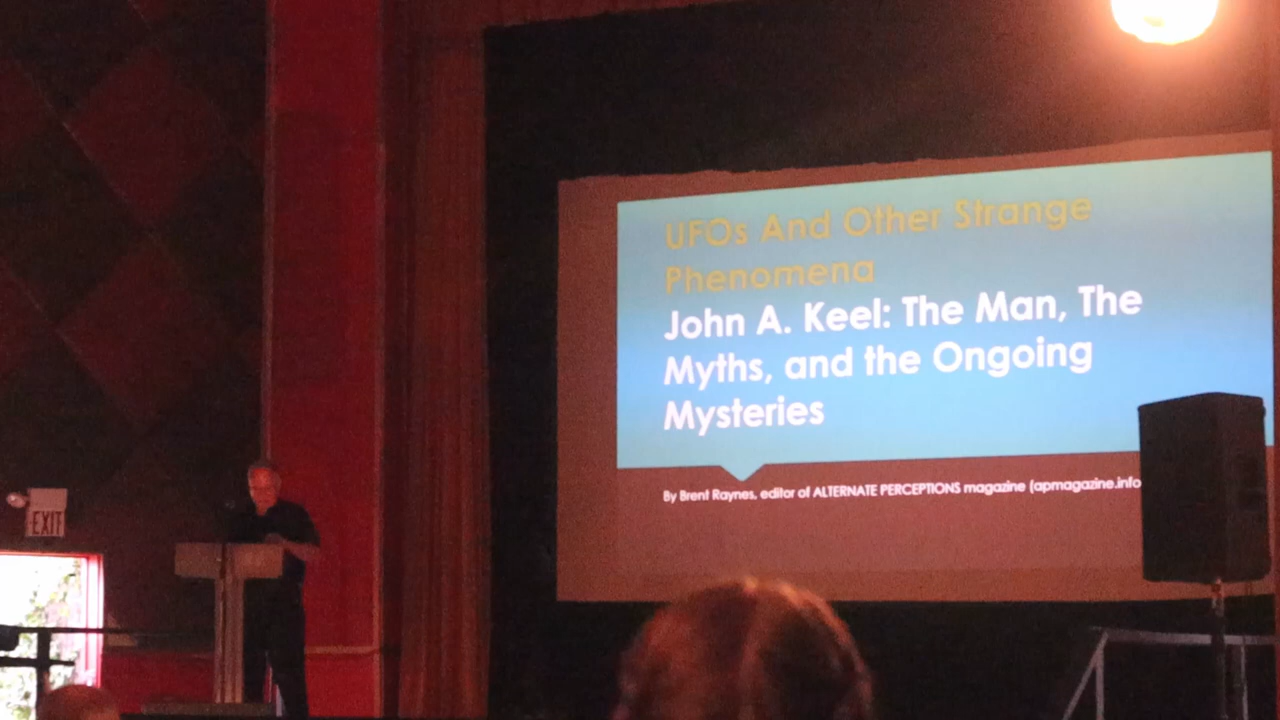 UFOs And Other Strange
Phenomena
John A. Keel: The Man, The
Myths, and the Ongoing
Mysteries
By Brent Raynes, editor of ALTERNATE PERCEPTIONS magazine (apmagazine.info
EXIT